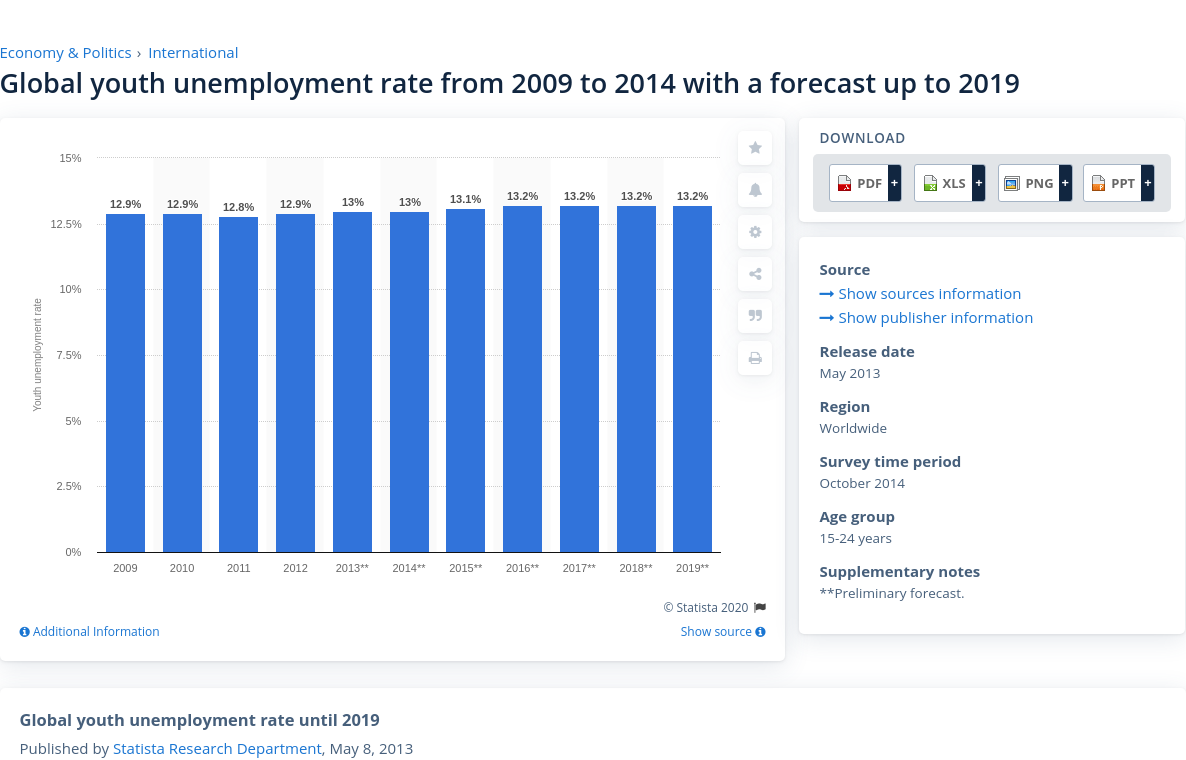 Economy & Politics › International
Global youth unemployment rate from 2009 to 2014 with a forecast up to 2019
15%
12.5%
10%
7.5%
5%
2.5%
0%
Youth unemployment rate
12.9%
12.9%
12.8%
12.9%
13%
13%
13.1%
13.2%
13.2%
13.2%
13.2%
2009
2010
2011
2012
2013**
2014**
2015**
2016**
2017**
2018**
2019**
© Statista 2020
Additional Information
Show source
DOWNLOAD
PDF +
XLS +
PNG +
PPT +
Source
Show sources information
Show publisher information
Release date
May 2013
Region
Worldwide
Survey time period
October 2014
Age group
15-24 years
Supplementary notes
**Preliminary forecast.
Global youth unemployment rate until 2019
Published by Statista Research Department, May 8, 2013